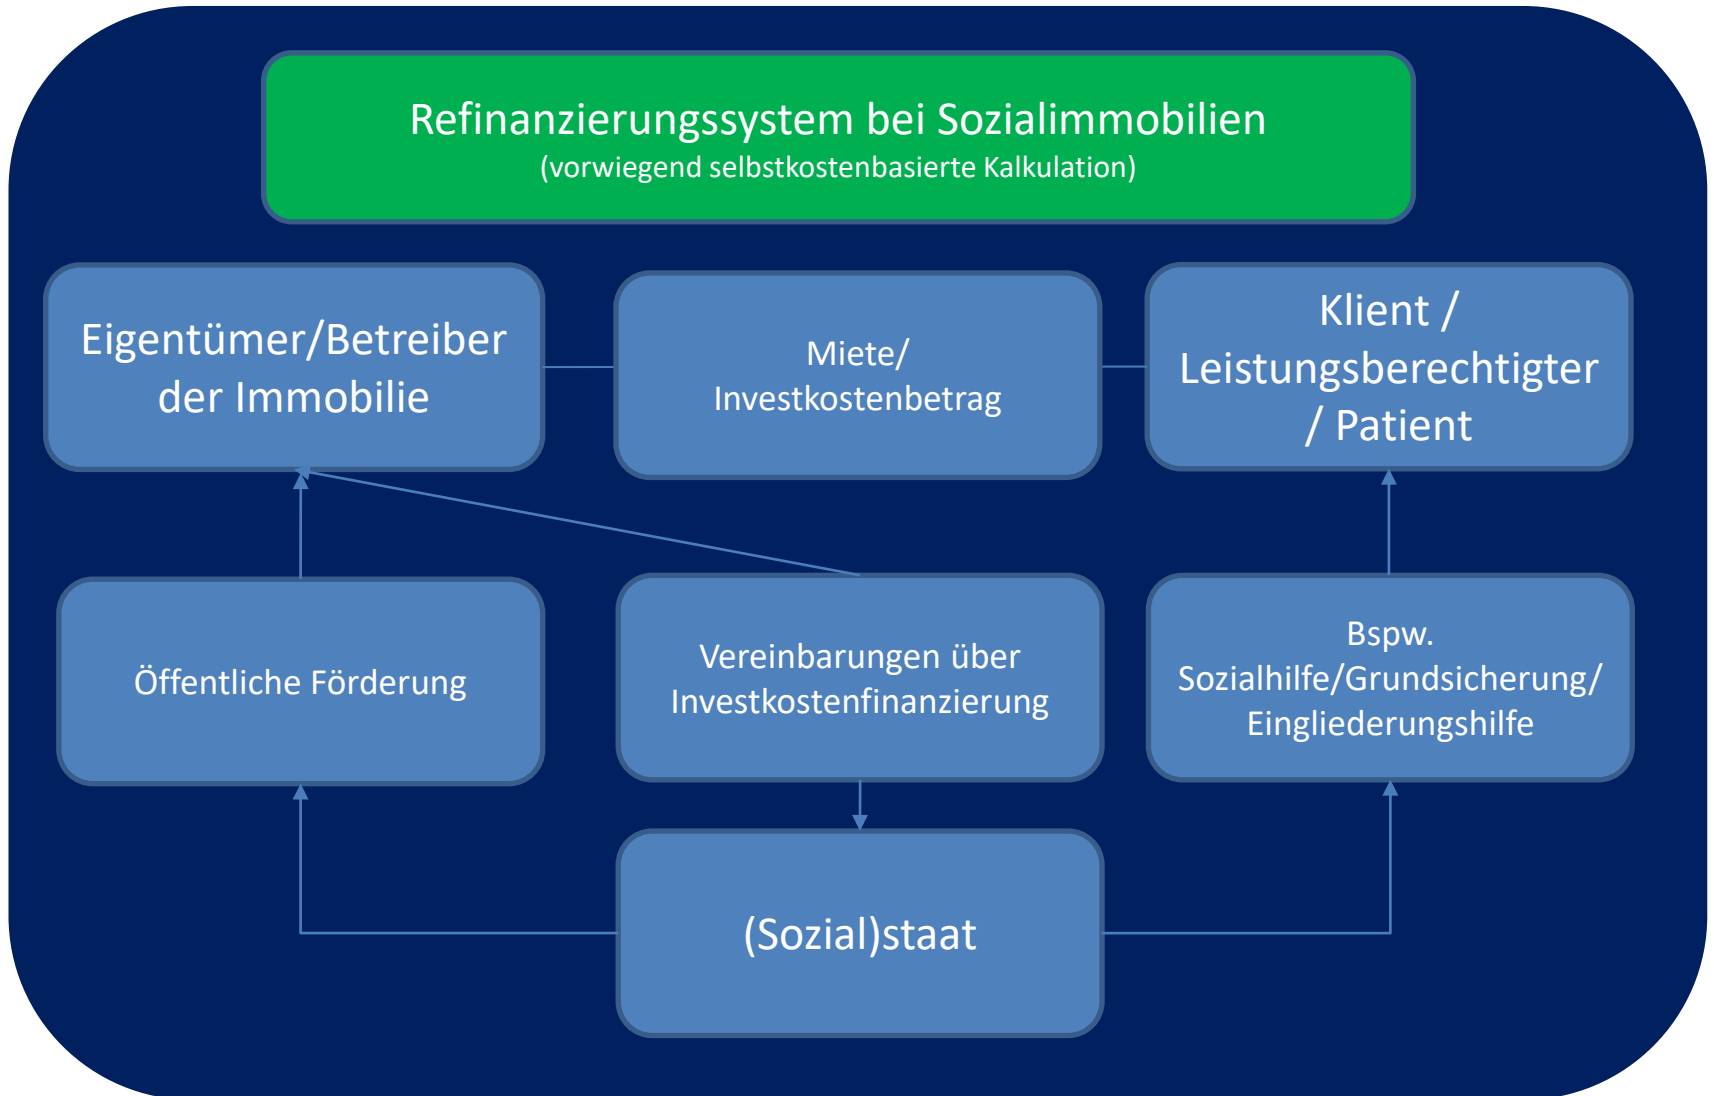 Refinanzierungssystem bei Sozialimmobilien
(vorwiegend selbstkostenbasierte Kalkulation)
Eigentümer/Betreiber
der Immobilie
Miete/
Investkostenbetrag
Klient /
Leistungsberechtigter
/ Patient
Öffentliche Förderung
Vereinbarungen über
Investkostenfinanzierung
Bspw.
Sozialhilfe/Grundsicherung/
Eingliederungshilfe
(Sozial)staat